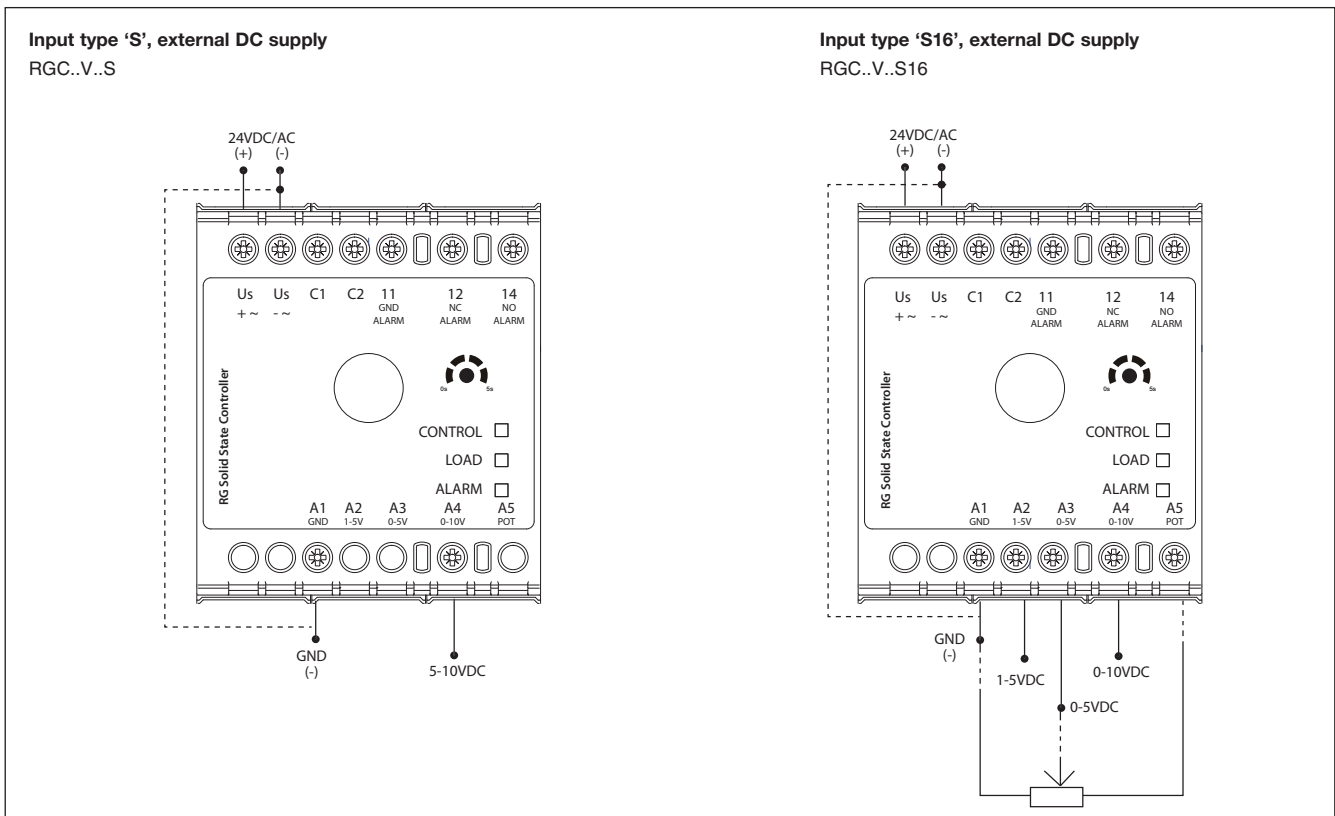 Input type ‘S’, external DC supply
RGC..V..S
24VDC/AC
(+) (-)
Us Us C1 C2 11 12 14
+ ~ - ~ GND NC NO
ALARM ALARM ALARM
RG Solid State Controller
0s 5s
CONTROL
LOAD
ALARM
A1 A2 A3 A4 A5
GND 1-5V 0-5V 0-10V POT
GND
(-)
5-10VDC
Input type ‘S16’, external DC supply
RGC..V..S16
24VDC/AC
(+) (-)
Us Us C1 C2 11 12 14
+ ~ - ~ GND NC NO
ALARM ALARM ALARM
RG Solid State Controller
0s 5s
CONTROL
LOAD
ALARM
A1 A2 A3 A4 A5
GND 1-5V 0-5V 0-10V POT
GND
(-)
1-5VDC
0-10VDC
0-5VDC